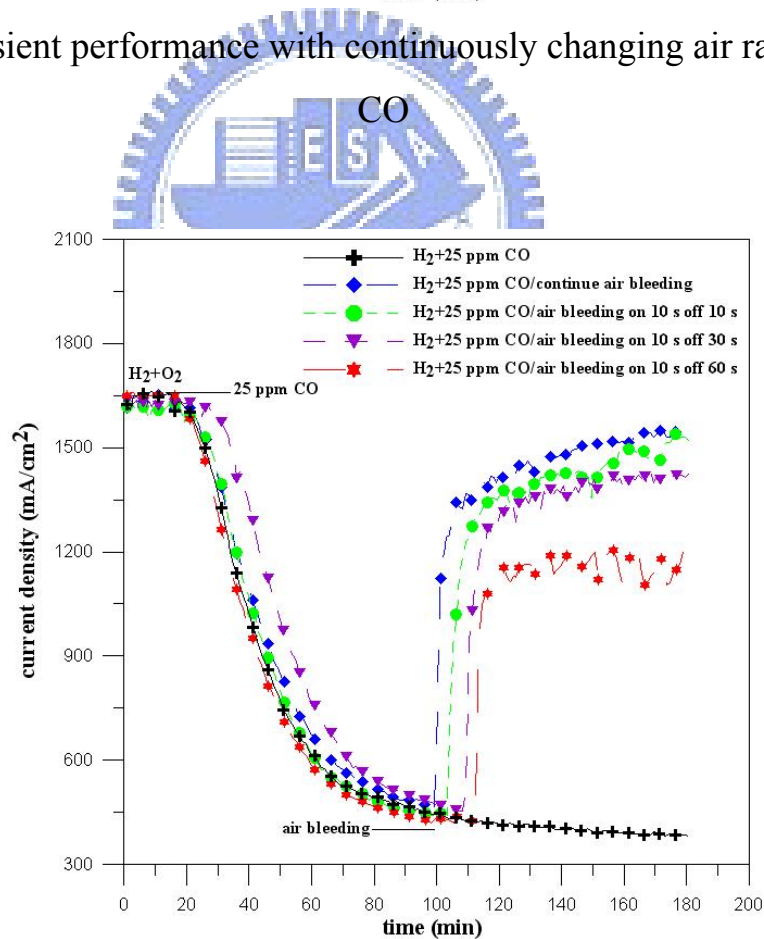 sient performance with continuously changing air ra
CO
E S A
2100
1800
1500
1200
900
600
300
H2+25 ppm CO
H2+25 ppm CO/continue air bleeding
H2+25 ppm CO/air bleeding on 10 s off 10 s
H2+25 ppm CO/air bleeding on 10 s off 30 s
H2+25 ppm CO/air bleeding on 10 s off 60 s
H2+O2
25 ppm CO
air bleeding
current density (mA/cm2)
0 20 40 60 80 100 120 140 160 180 200
time (min)